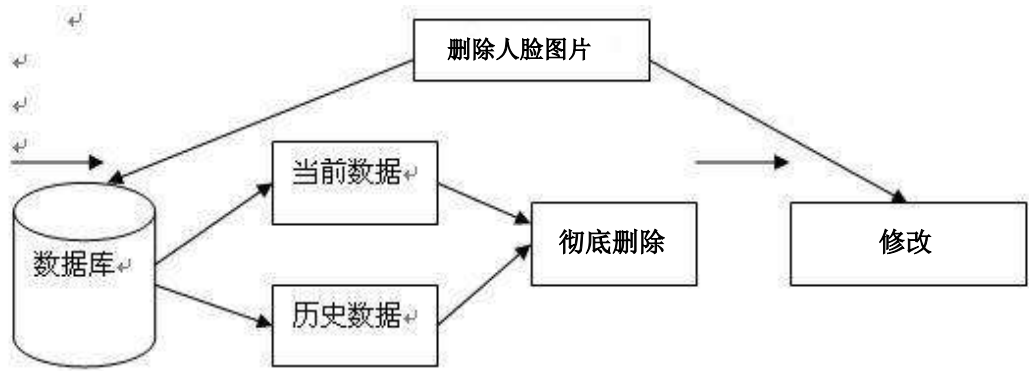 删除人脸图片
当前数据
数据库
彻底删除
修改
历史数据